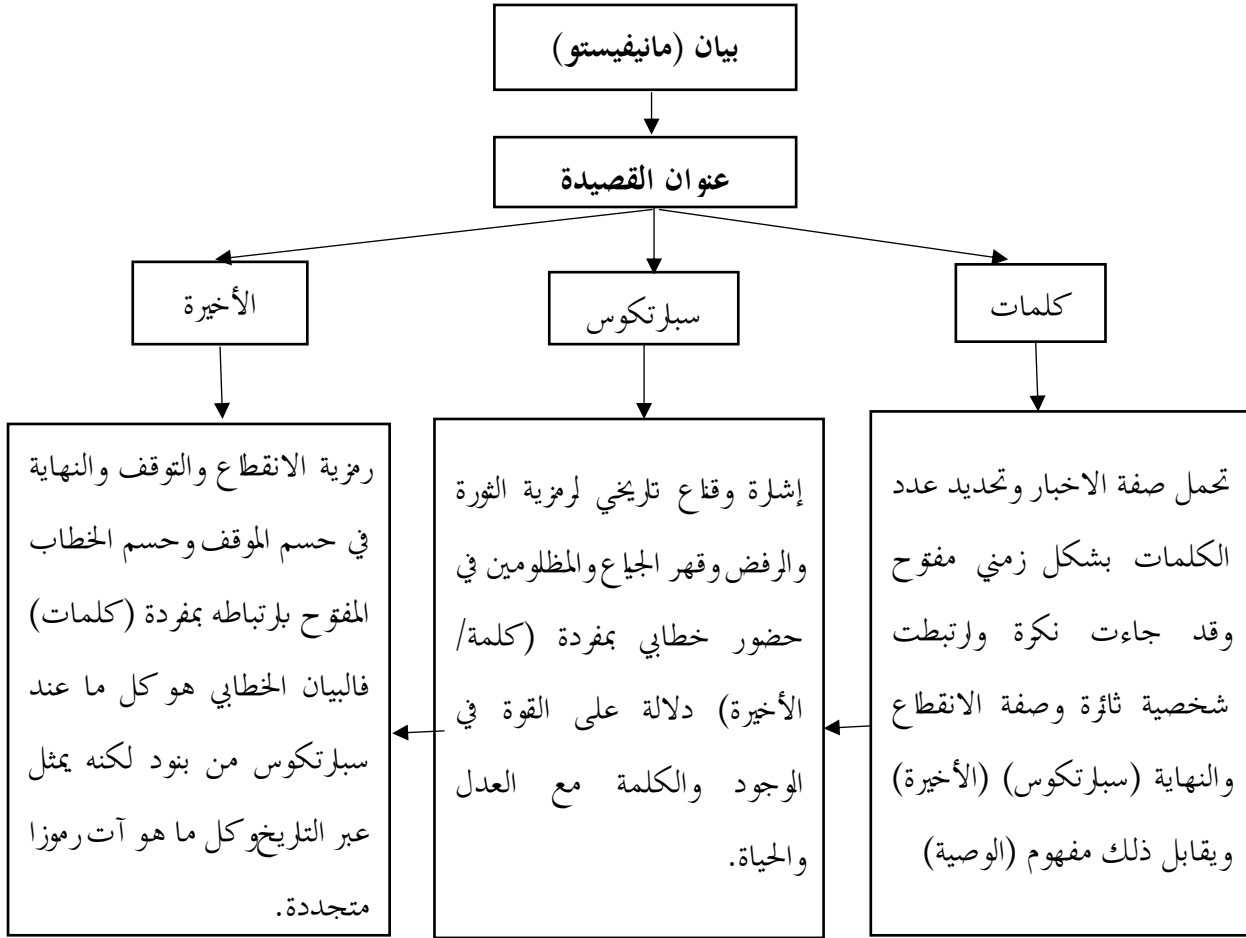 بيان (مانيفيستو)
عنوان القصيدة
كلمات
سبارتكوس
الأخيرة
تحمل صفة الاخبار وتحديد عدد
الكلمات بشكل زمني مفتوح
وقد جاءت نكرة وارتبطت
شخصية ثائرة وصفة الانقطاع
والنهاية (سبارتكوس) (الأخيرة)
ويقابل ذلك مفهوم (الوصية)
إشارة وقناع تاريخي لرمزية الثورة
والرفض وقهر الجياع والمظلومين في
حضور خطابي بمفردة (كلمة/
الأخيرة) دلالة على القوة في
الوجود والكلمة مع العدل
والحياة.
رمزية الانقطاع والتوقف والنهاية
في حسم الموقف وحسم الخطاب
المفتوح بارتباطه بمفردة (كلمات)
فالبيان الخطابي هو كل ما عند
سبارتكوس من بنود لكنه يمثل
عبر التاريخ وكل ما هو آت رموزا
متجددة.